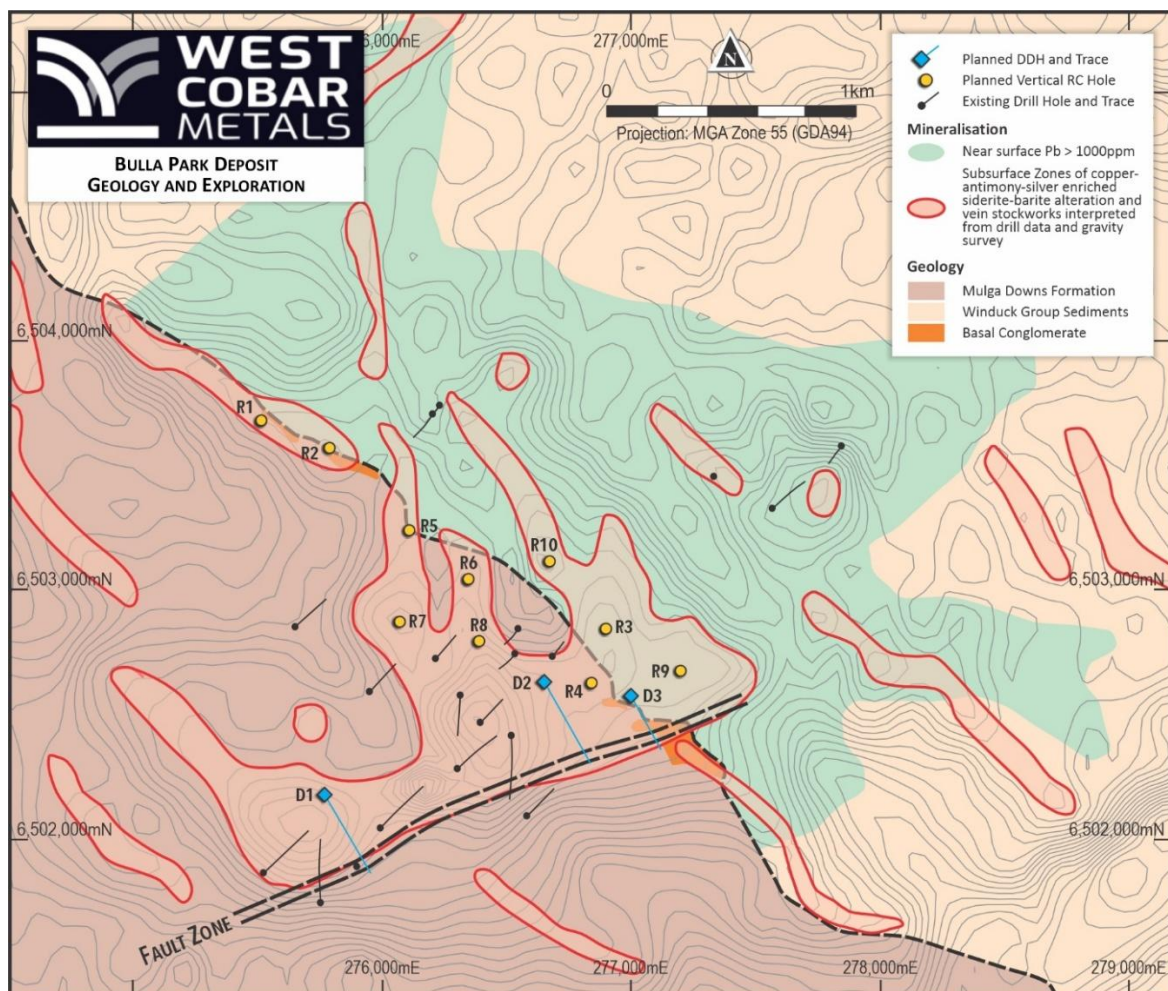 WEST
COBAR
METALS
BULLA PARK DEPOSIT
GEOLOGY AND EXPLORATION
6,000mE
277,000mE
N
0
1km
Projection: MGA Zone 55 (GDA94)
Planned DDH and Trace
Planned Vertical RC Hole
Existing Drill Hole and Trace
Mineralisation
Near surface Pb > 1000ppm
Subsurface Zones of copper-
antimony-silver enriched
siderite-barite alteration and
vein stockworks interpreted
from drill data and gravity
survey
Geology
Mulga Downs Formation
Winduck Group Sediments
Basal Conglomerate
6,504,000mN
R1
R2
R5
R10
R6
6,503,000mN
6,503,000mN
R7
R8
R3
R9
D2
R4
D3
D1
6,502,000mN
6,502,000mN
FAULT ZONE
276,000mE
277,000mE
278,000mE
279,000mE